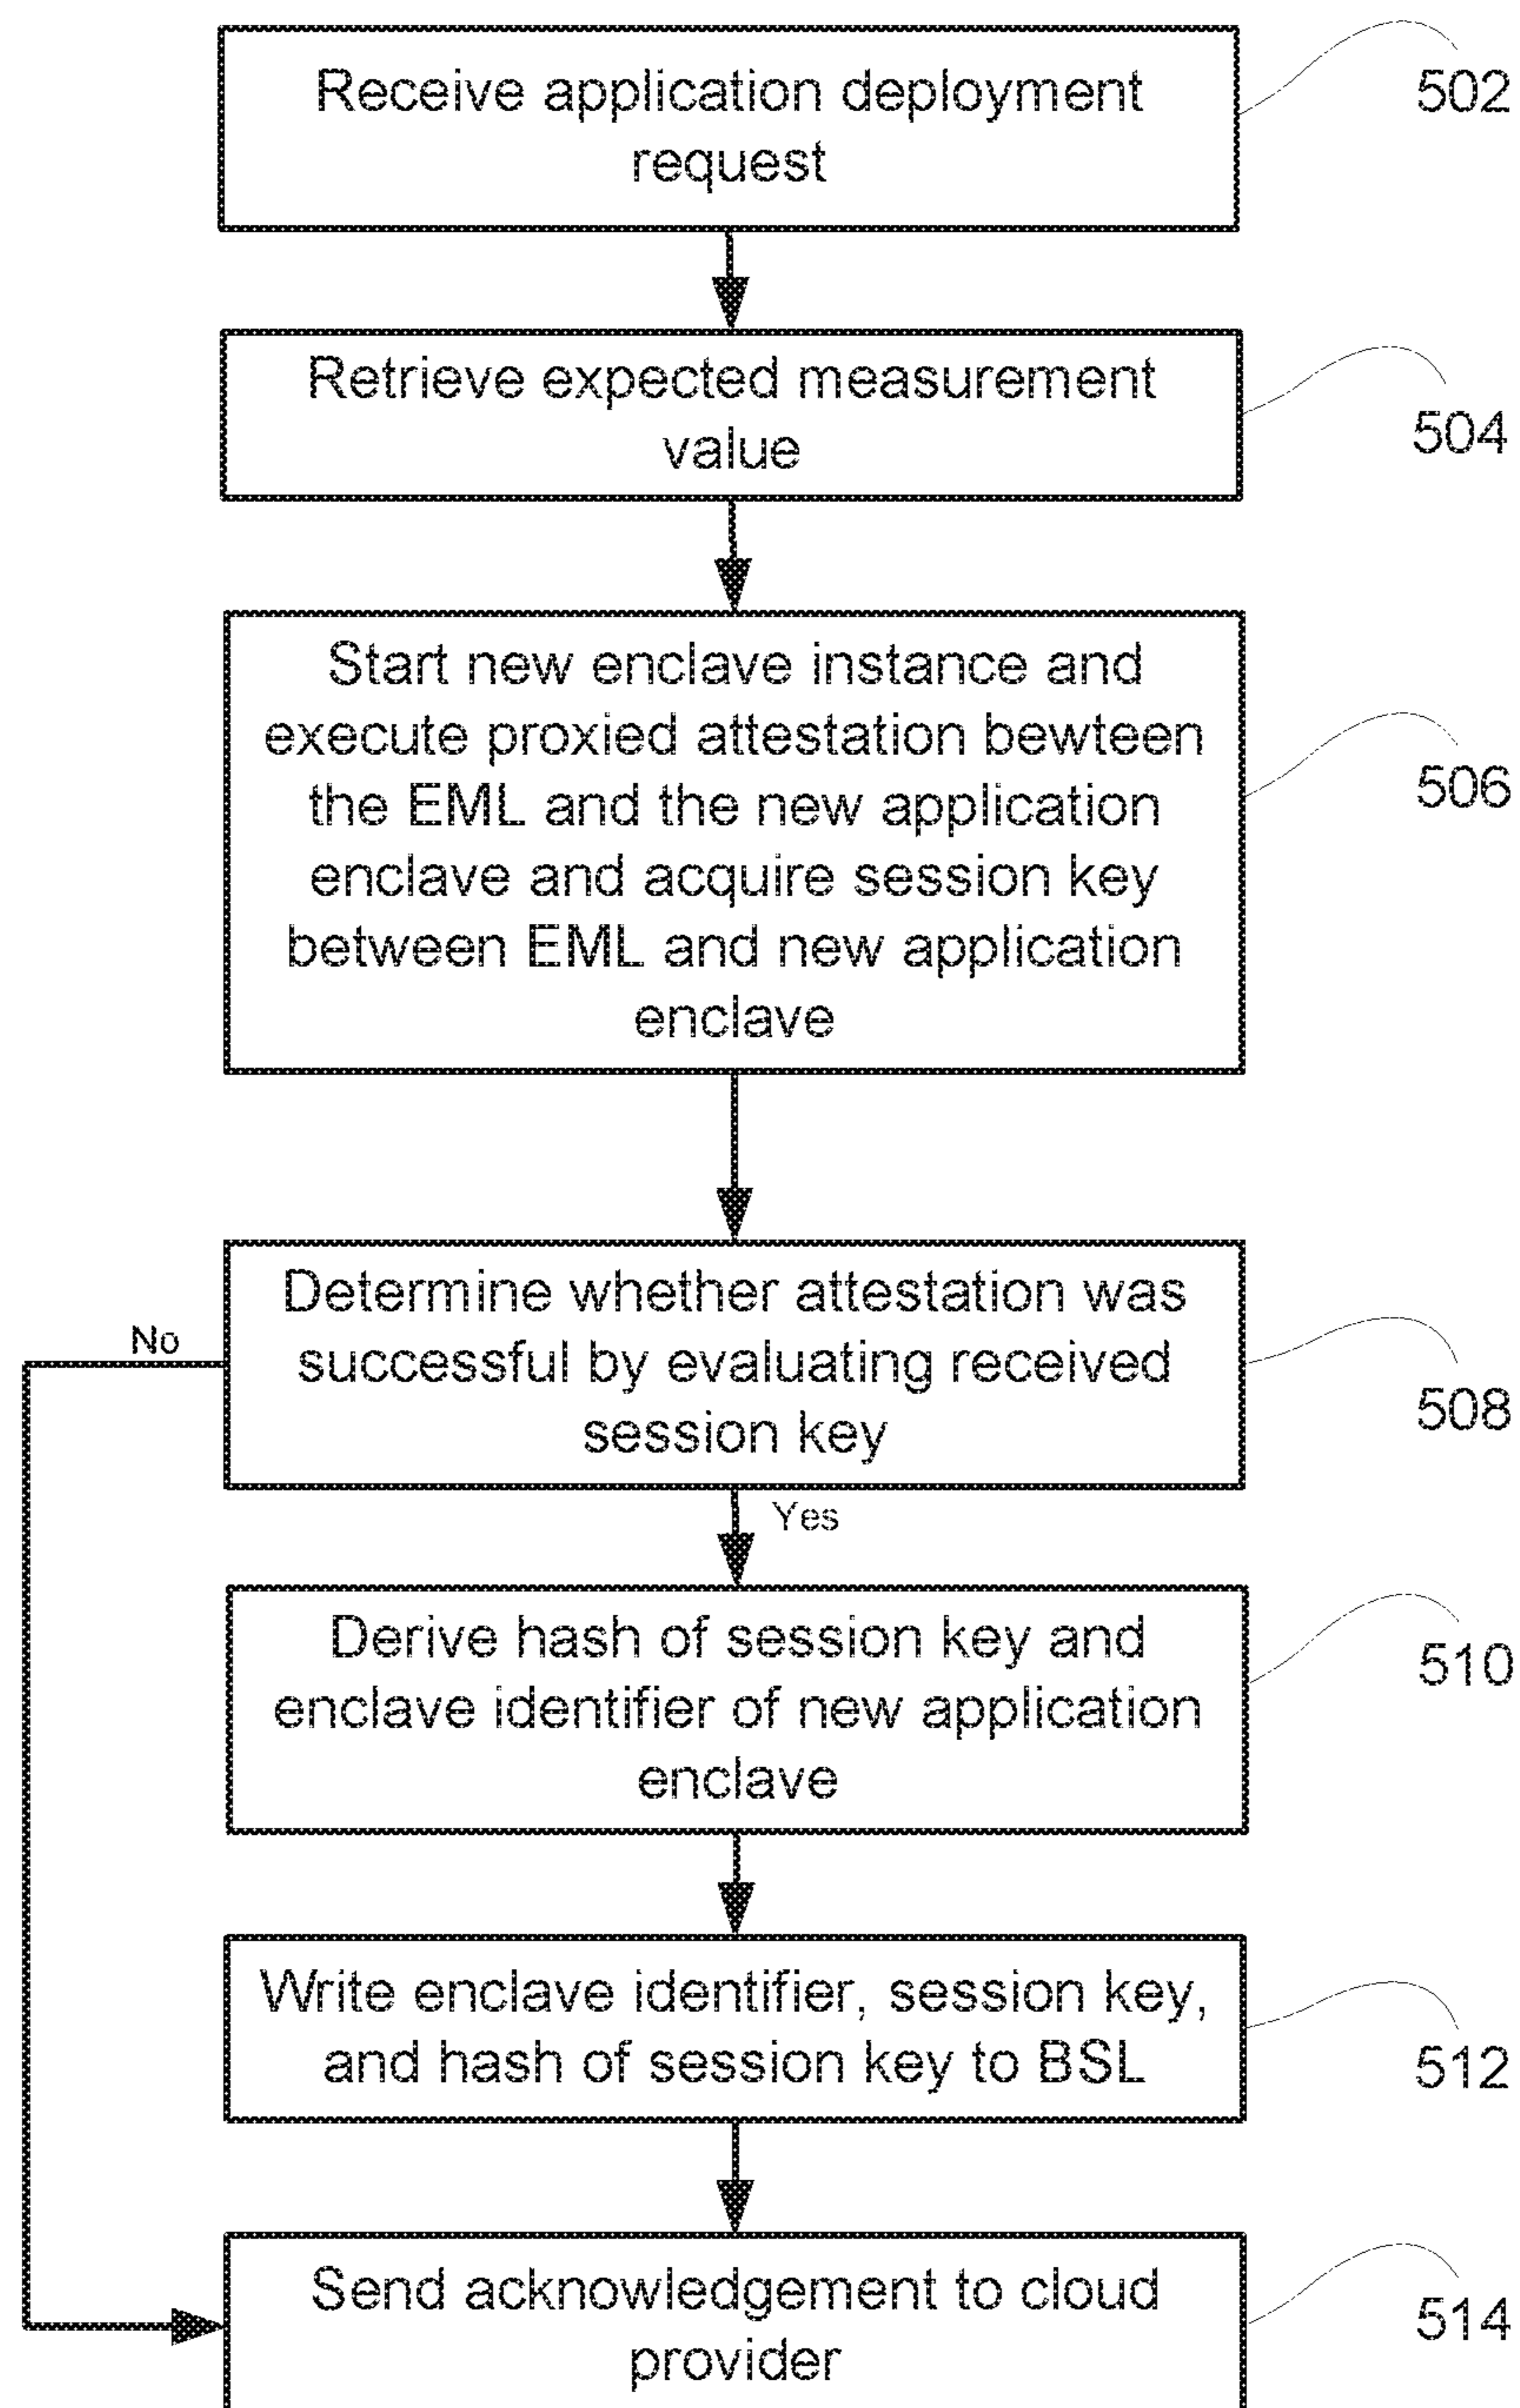 Receive application deployment
request
502
Retrieve expected measurement
value
504
Start new enclave instance and
execute proxied attestation bewteen
the EML and the new application
enclave and acquire session key
between EML and new application
enclave
506
Determine whether attestation was
successful by evaluating received
session key
508
No
Yes
Derive hash of session key and
enclave identifier of new application
enclave
510
Write enclave identifier, session key,
and hash of session key to BSL
512
Send acknowledgement to cloud
provider
514